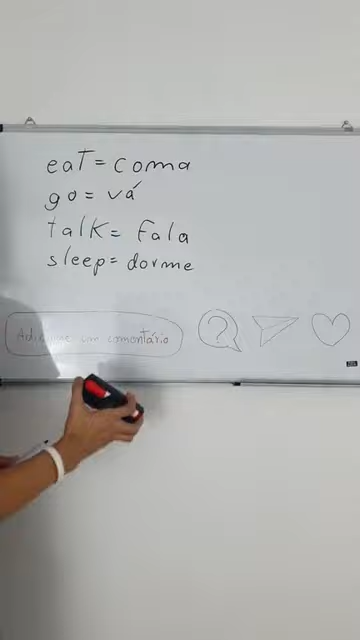 eat = coma
go = vá
talk = Fala
sleep = dorme
Adicione um comentário
?